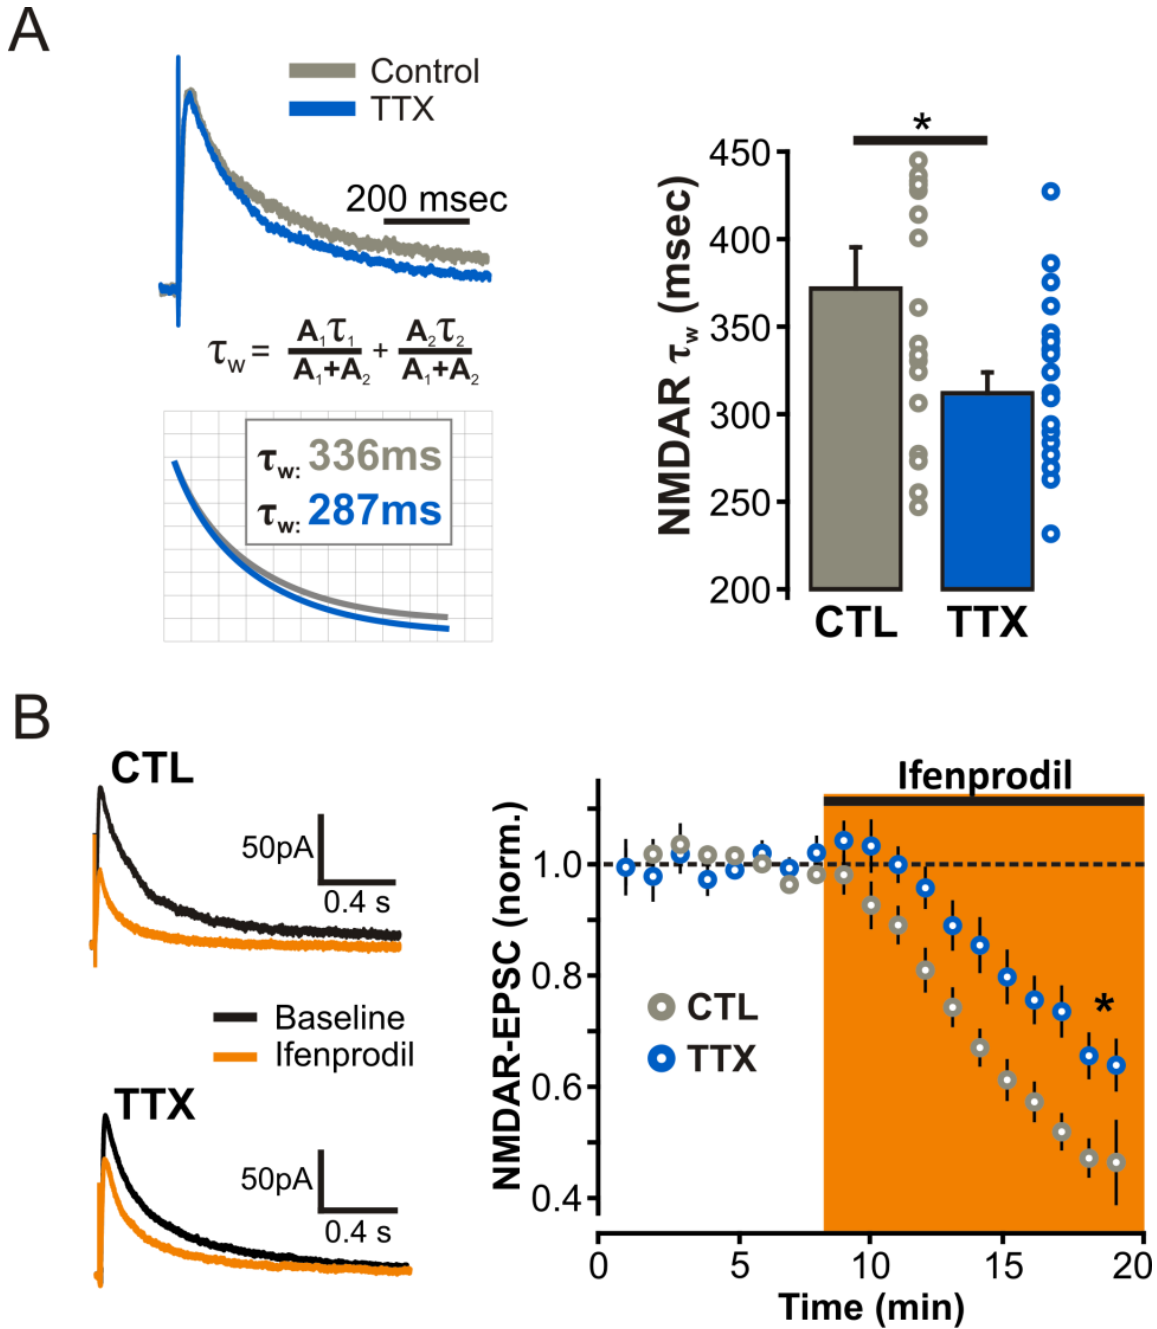 A
Control
TTX
200 msec
τw = A1τ1 / A1+A2 + A2τ2 / A1+A2
τw: 336ms
τw: 287ms
*
NMDAR τw (msec)
450
400
350
300
250
200
CTL
TTX
B
CTL
50pA
0.4 s
Baseline
Ifenprodil
TTX
50pA
0.4 s
Ifenprodil
NMDAR-EPSC (norm.)
1.0
0.8
0.6
0.4
CTL
TTX
*
0 5 10 15 20
Time (min)